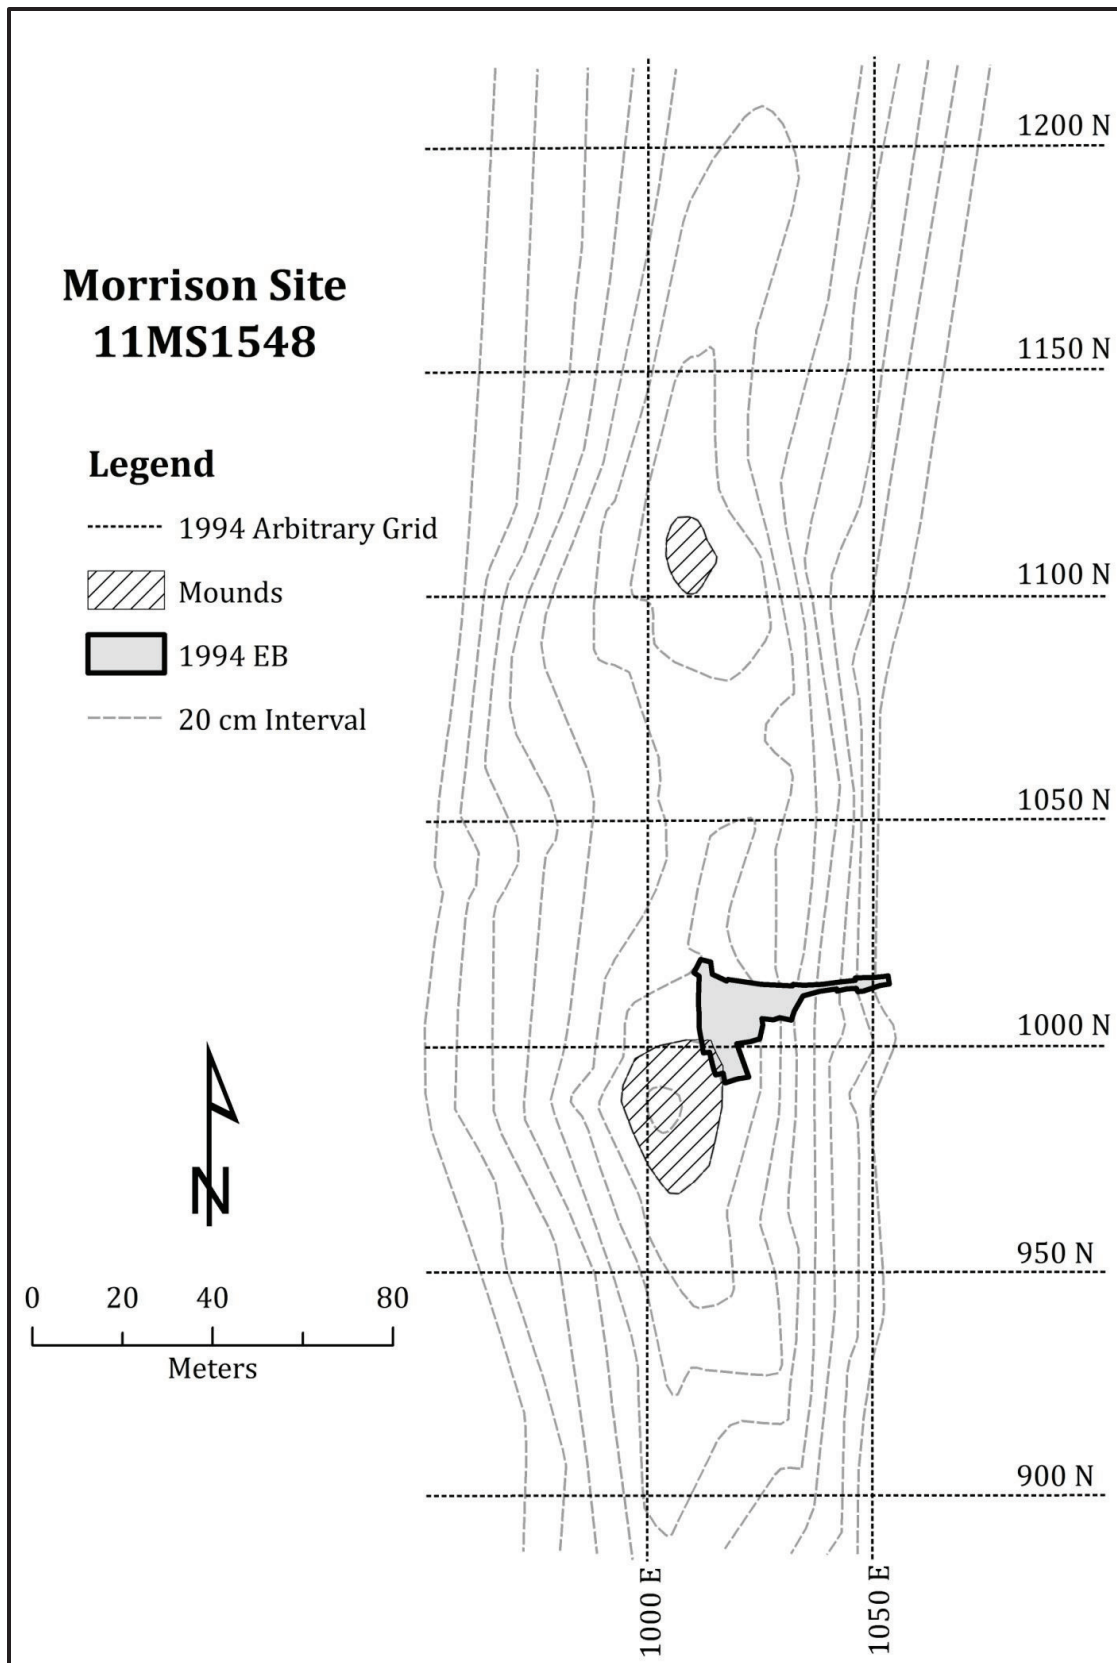 Morrison Site
11MS1548
Legend
1994 Arbitrary Grid
Mounds
1994 EB
20 cm Interval
1200 N
1150 N
1100 N
1050 N
1000 N
950 N
900 N
N
0 20 40 80
Meters
1000 E
1050 E